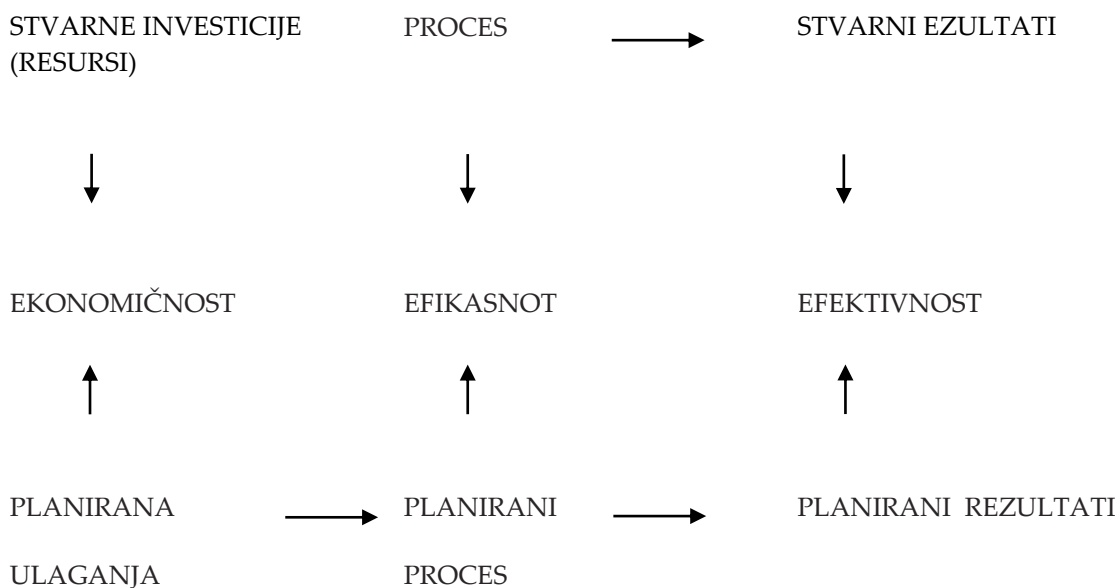 STVARNE INVESTICIJE PROCES STVARNI EZULTATI
(RESURSI)
EKONOMIČNOST EFIKASNOT EFEKTIVNOST
PLANIRANA PLANIRANI PLANIRANI REZULTATI
ULAGANJA PROCES